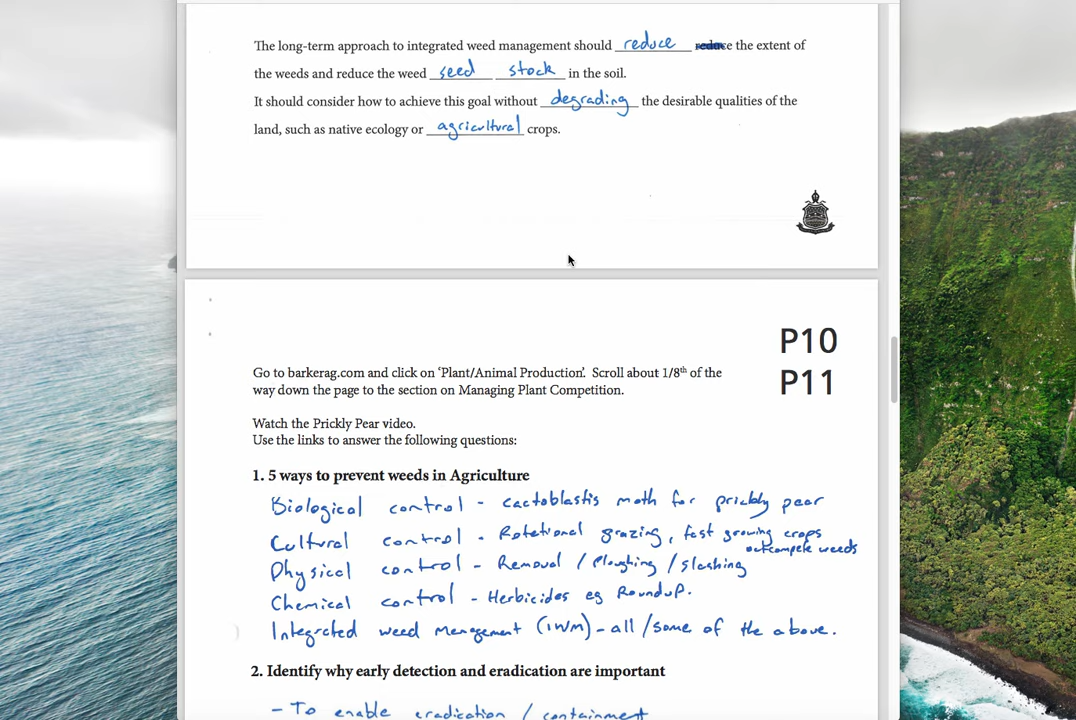 The long-term approach to integrated weed management should reduce reduce the extent of
the weeds and reduce the weed seed stock in the soil.
It should consider how to achieve this goal without degrading the desirable qualities of the
land, such as native ecology or agricultural crops.
P10
P11
Go to barkerag.com and click on 'Plant/Animal Production'. Scroll about 1/8th of the
way down the page to the section on Managing Plant Competition.
Watch the Prickly Pear video.
Use the links to answer the following questions:
1. 5 ways to prevent weeds in Agriculture
Biological control - cactoblastis moth for prickly pear
Cultural control - Rotational grazing, fast growing crops
outcompete weeds
Physical control - Removal / Ploughing / slashing
Chemical control - Herbicides eg RoundUP.
Integrated weed Management (IWM) - all / some of the above.
2. Identify why early detection and eradication are important
- To enable eradication / containment